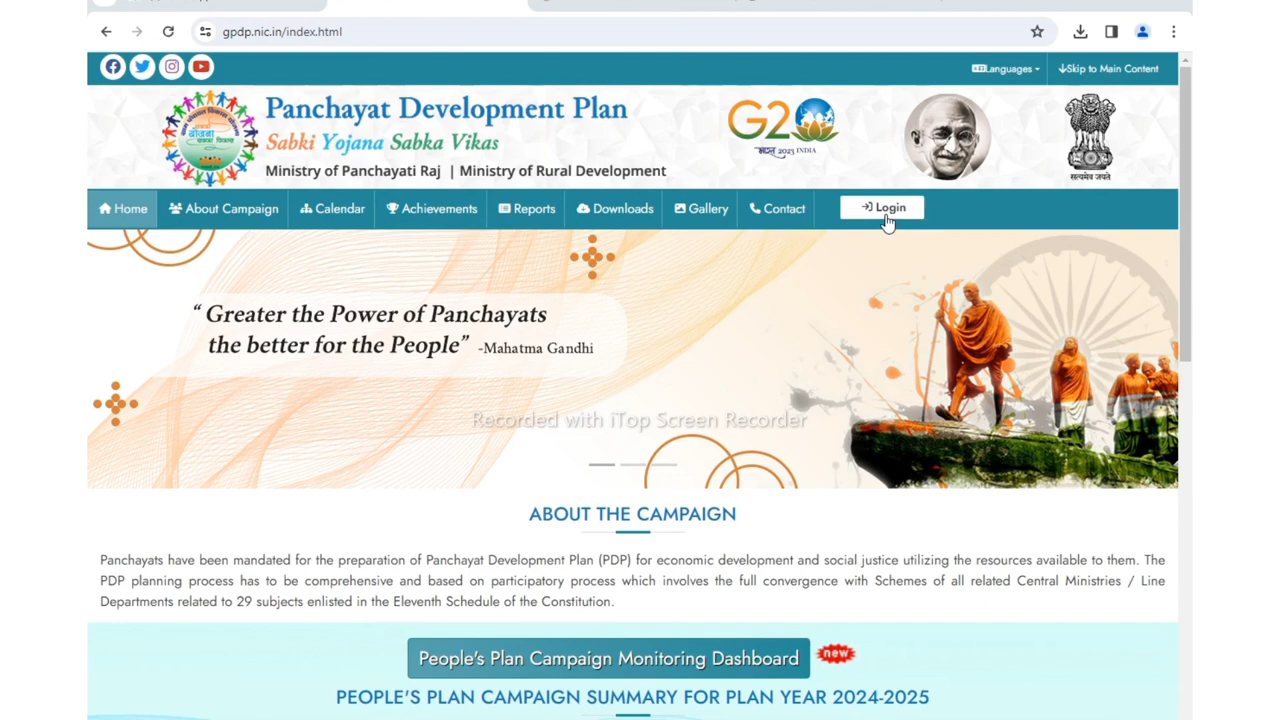 gpdp.nic.in/index.html
Languages
Skip to Main Content
Panchayat Development Plan
Sabki Yojana Sabka Vikas
Ministry of Panchayati Raj | Ministry of Rural Development
G20
भारत 2023 INDIA
सत्यमेव जयते
Home
About Campaign
Calendar
Achievements
Reports
Downloads
Gallery
Contact
Login
“ Greater the Power of Panchayats
the better for the People” -Mahatma Gandhi
Recorded with iTop Screen Recorder
ABOUT THE CAMPAIGN
Panchayats have been mandated for the preparation of Panchayat Development Plan (PDP) for economic development and social justice utilizing the resources available to them. The
PDP planning process has to be comprehensive and based on participatory process which involves the full convergence with Schemes of all related Central Ministries / Line
Departments related to 29 subjects enlisted in the Eleventh Schedule of the Constitution.
People's Plan Campaign Monitoring Dashboard
new
PEOPLE'S PLAN CAMPAIGN SUMMARY FOR PLAN YEAR 2024-2025